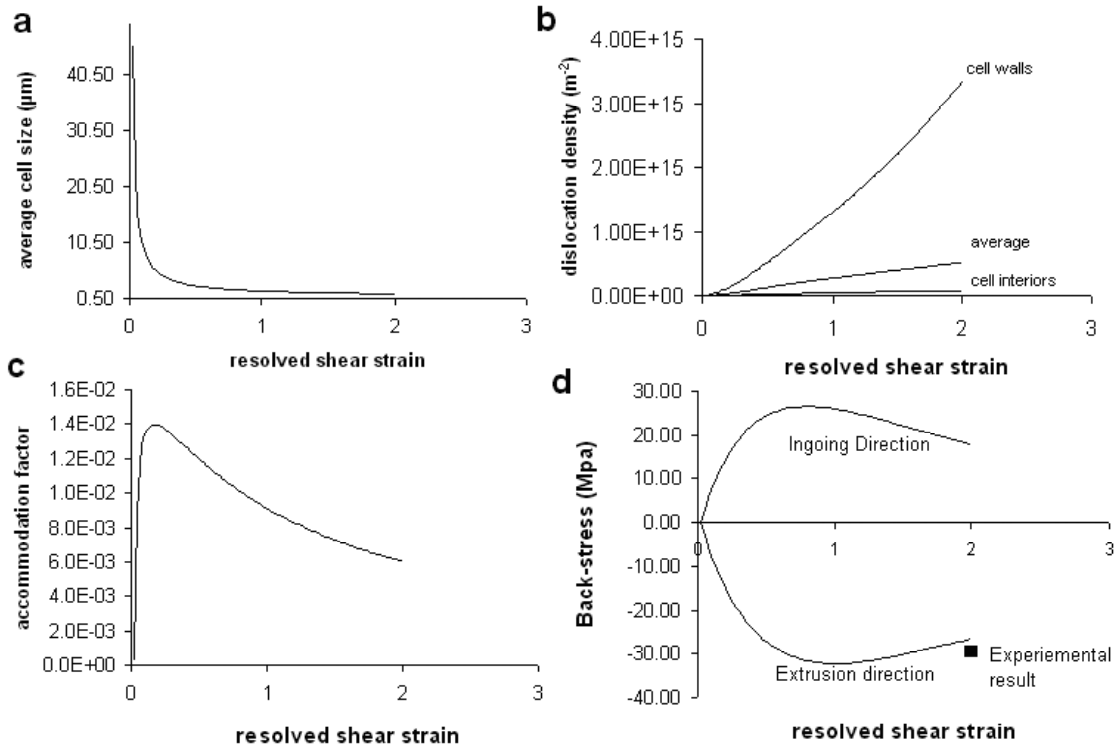 a
average cell size (µm)
40.50
30.50
20.50
10.50
0.50
0
1
2
3
resolved shear strain
b
dislocation density (m⁻²)
4.00E+15
3.00E+15
2.00E+15
1.00E+15
0.00E+00
cell walls
average
cell interiors
0
1
2
3
resolved shear strain
c
accommodation factor
1.6E-02
1.4E-02
1.2E-02
1.0E-02
8.0E-03
6.0E-03
4.0E-03
2.0E-03
0.0E+00
0
1
2
3
resolved shear strain
d
Back-stress (Mpa)
30.00
20.00
10.00
0.00
-10.00
-20.00
-30.00
-40.00
Ingoing Direction
0
1
2
3
Extrusion direction
Experiemental
result
resolved shear strain